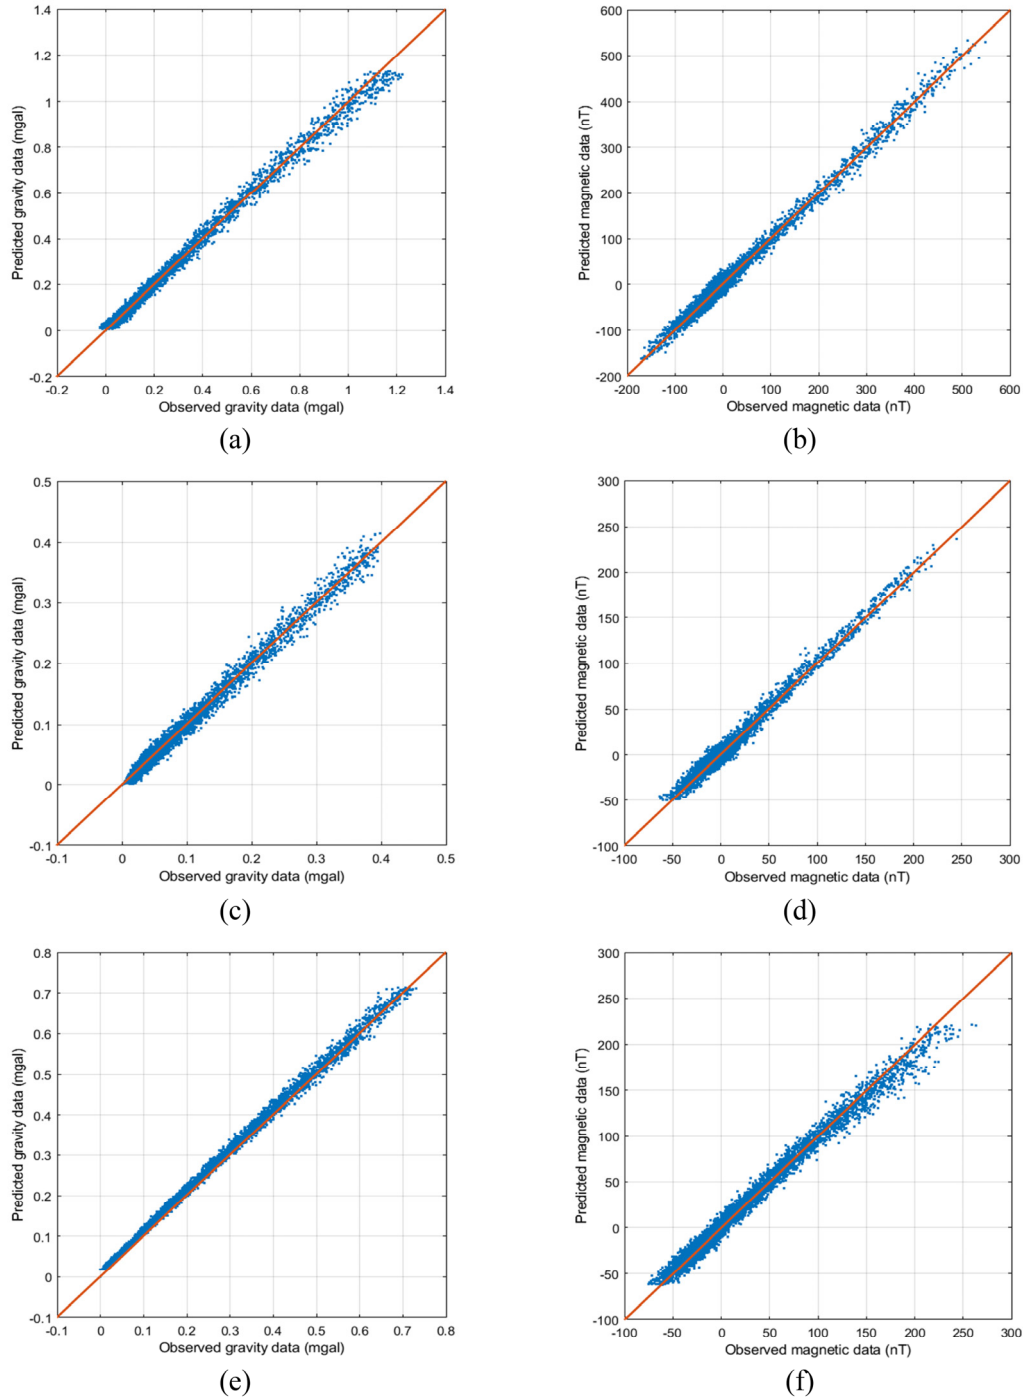 1.4
1.2
1
0.8
0.6
0.4
0.2
0
-0.2
Predicted gravity data (mgal)
-0.2 0 0.2 0.4 0.6 0.8 1 1.2 1.4
Observed gravity data (mgal)
(a)
600
500
400
300
200
100
0
-100
-200
Predicted magnetic data (nT)
-200 -100 0 100 200 300 400 500 600
Observed magnetic data (nT)
(b)
0.5
0.4
0.3
0.2
0.1
0
-0.1
Predicted gravity data (mgal)
-0.1 0 0.1 0.2 0.3 0.4 0.5
Observed gravity data (mgal)
(c)
300
250
200
150
100
50
0
-50
-100
Predicted magnetic data (nT)
-100 -50 0 50 100 150 200 250 300
Observed magnetic data (nT)
(d)
0.8
0.7
0.6
0.5
0.4
0.3
0.2
0.1
0
-0.1
Predicted gravity data (mgal)
-0.1 0 0.1 0.2 0.3 0.4 0.5 0.6 0.7 0.8
Observed gravity data (mgal)
(e)
300
250
200
150
100
50
0
-50
-100
Predicted magnetic data (nT)
-100 -50 0 50 100 150 200 250 300
Observed magnetic data (nT)
(f)